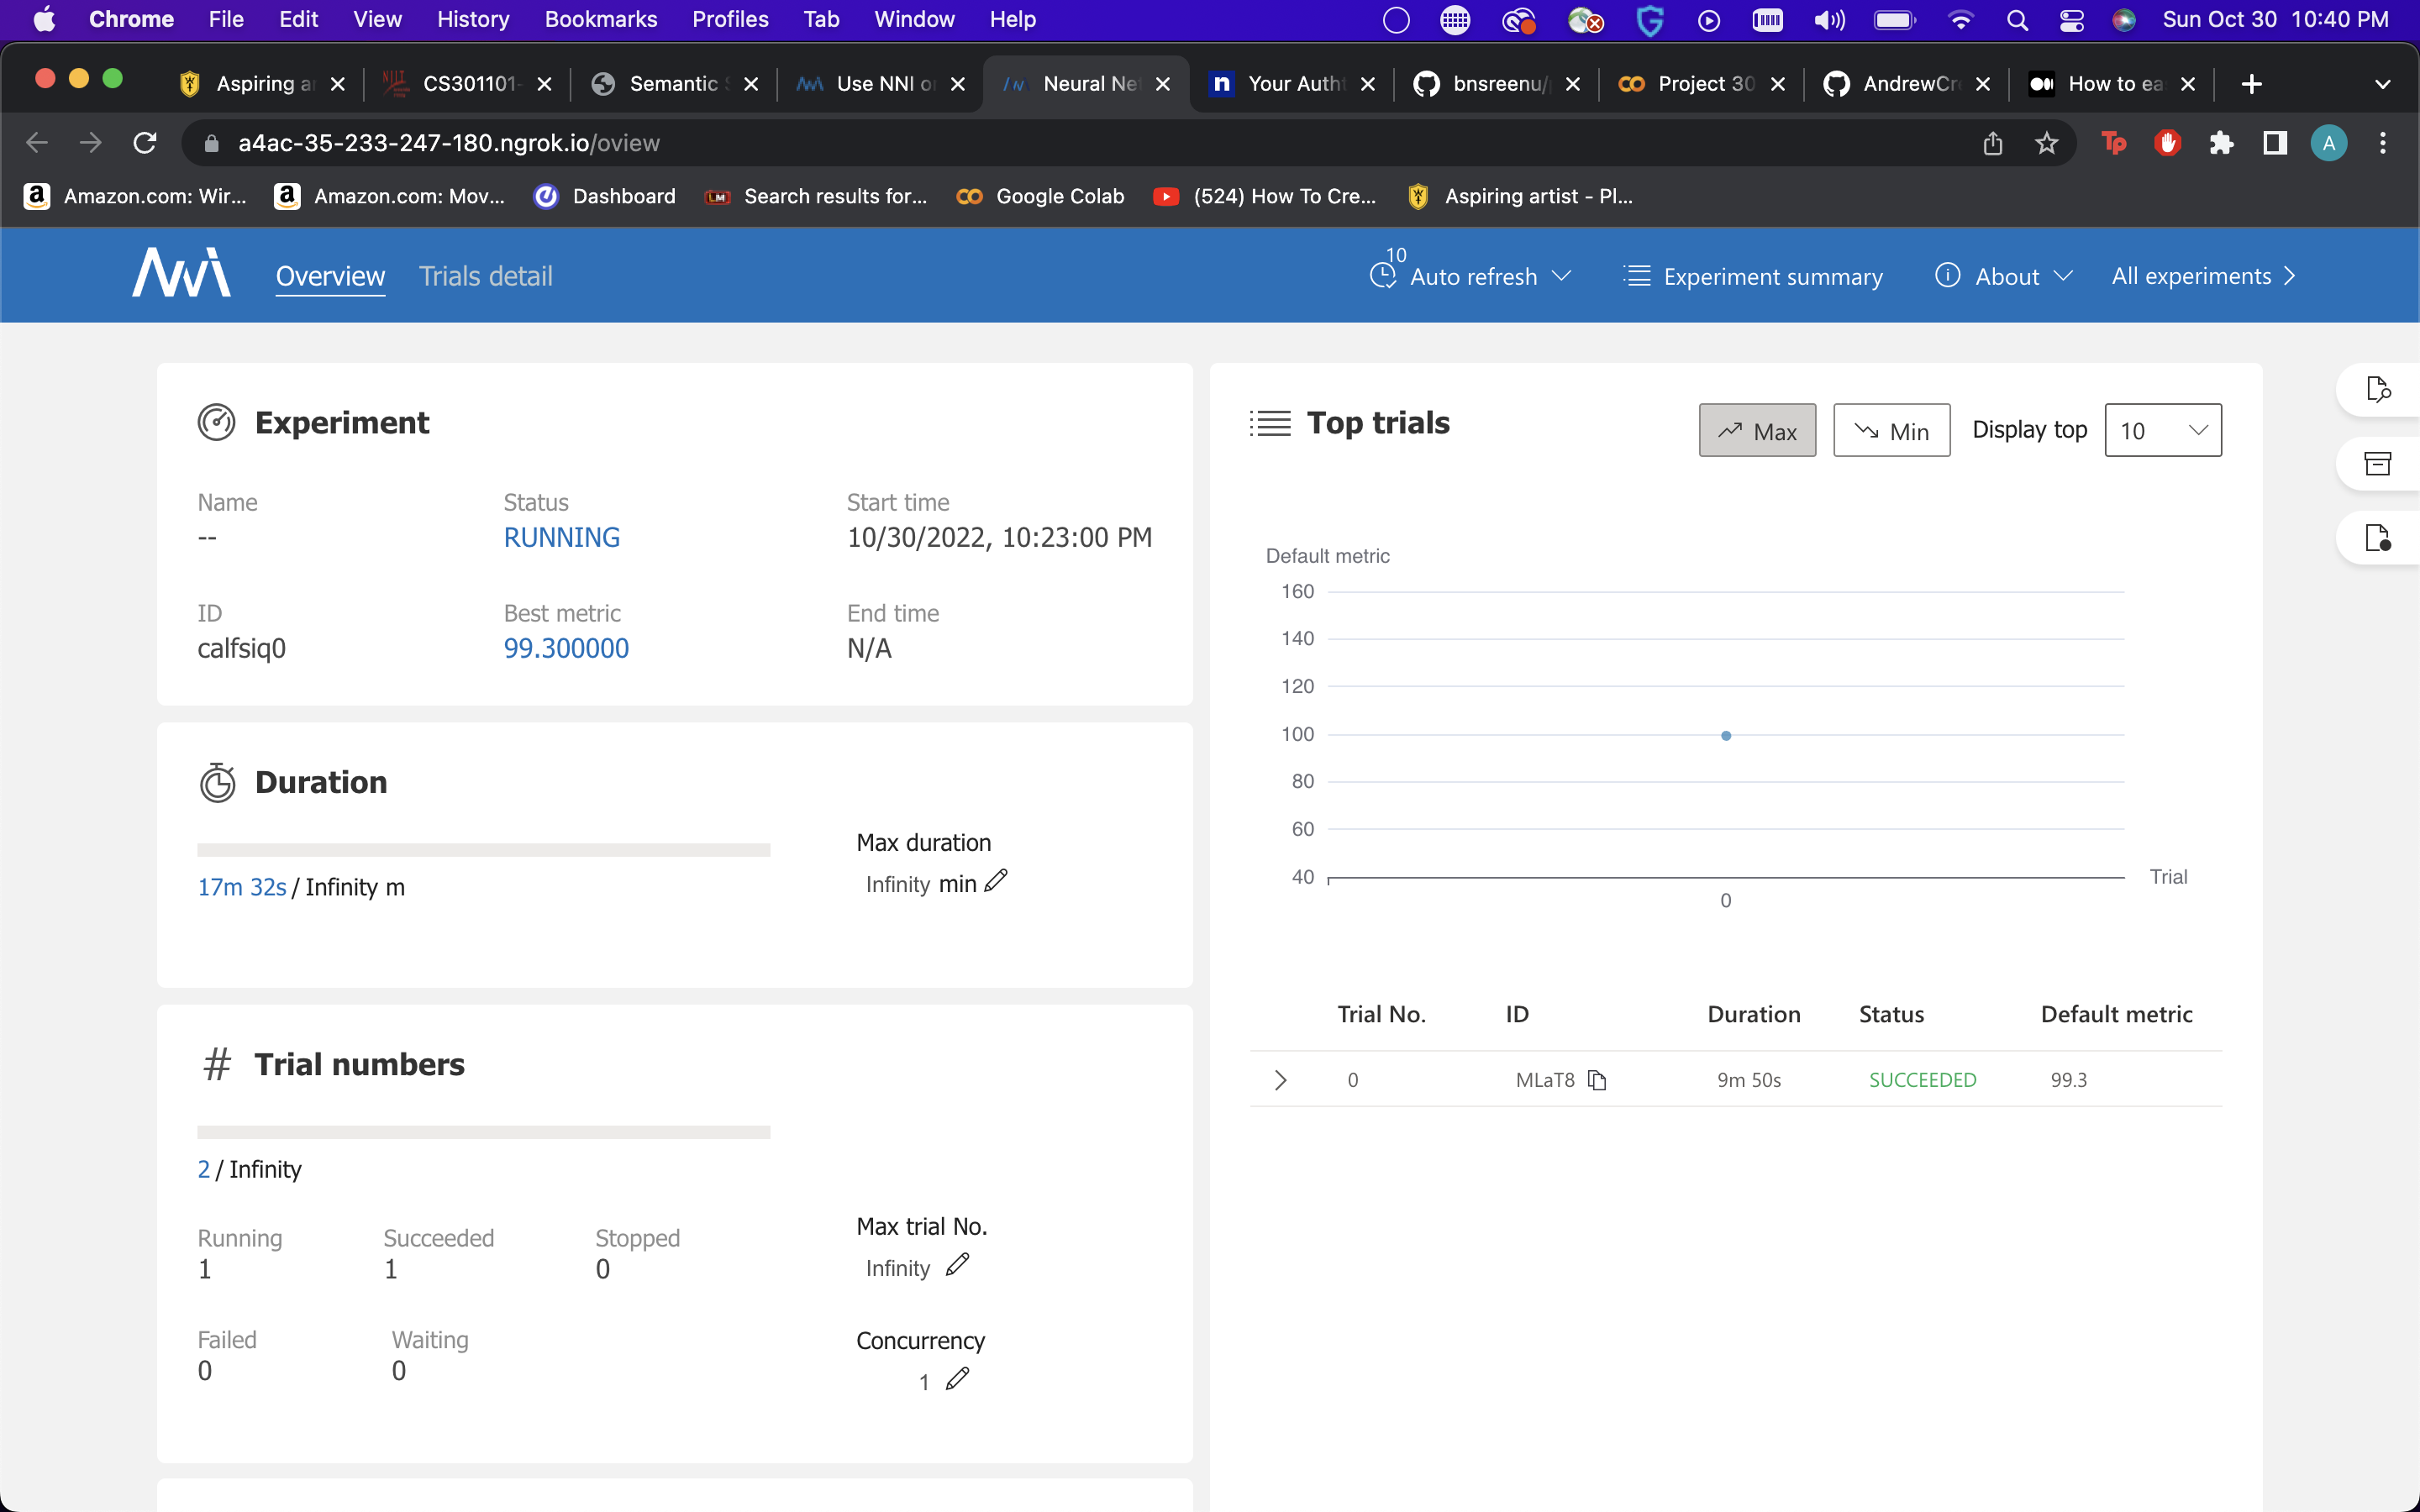 Chrome File Edit View History Bookmarks Profiles Tab Window Help Sun Oct 30 10:40 PM
Aspiring ar CS301101- Semantic S Use NNI o Neural Net Your Autht bnsreenu/ Project 30 AndrewCr How to ea
a4ac-35-233-247-180.ngrok.io/oview Tp A
Amazon.com: Wir... Amazon.com: Mov... Dashboard Search results for... Google Colab (524) How To Cre... Aspiring artist - Pl...
Overview Trials detail 10 Auto refresh Experiment summary About All experiments
Experiment
Name Status Start time
-- RUNNING 10/30/2022, 10:23:00 PM
ID Best metric End time
calfsiq0 99.300000 N/A
Duration
Max duration
17m 32s / Infinity m Infinity min
# Trial numbers
2 / Infinity
Running Succeeded Stopped Max trial No.
1 1 0 Infinity
Failed Waiting Concurrency
0 0 1
Top trials Max Min Display top 10
Default metric
160
140
120
100
80
60
40 Trial
0
Trial No. ID Duration Status Default metric
0 MLaT8 9m 50s SUCCEEDED 99.3